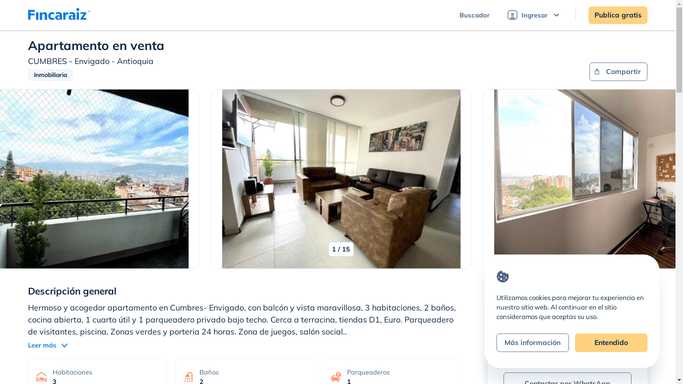 Fincaraiz
Buscador
Ingresar
Publica gratis
Apartamento en venta
CUMBRES - Envigado - Antioquia
Inmobiliaria
Compartir
1 / 15
Descripción general
Hermoso y acogedor apartamento en Cumbres- Envigado, con balcón y vista maravillosa, 3 habitaciones, 2 baños,
cocina abierta, 1 cuarto útil y 1 parqueadero privado bajo techo. Cerca a terracina, tiendas D1, Euro. Parqueadero
de visitantes, piscina, Zonas verdes y porteria 24 horas. Zona de juegos, salón social..
Leer más
Habitaciones
3
Baños
2
Parqueaderos
1
Utilizamos cookies para mejorar tu experiencia en
nuestro sitio web. Al continuar en el sitio
consideramos que aceptas su uso.
Más información
Entendido
Contactar por WhatsApp